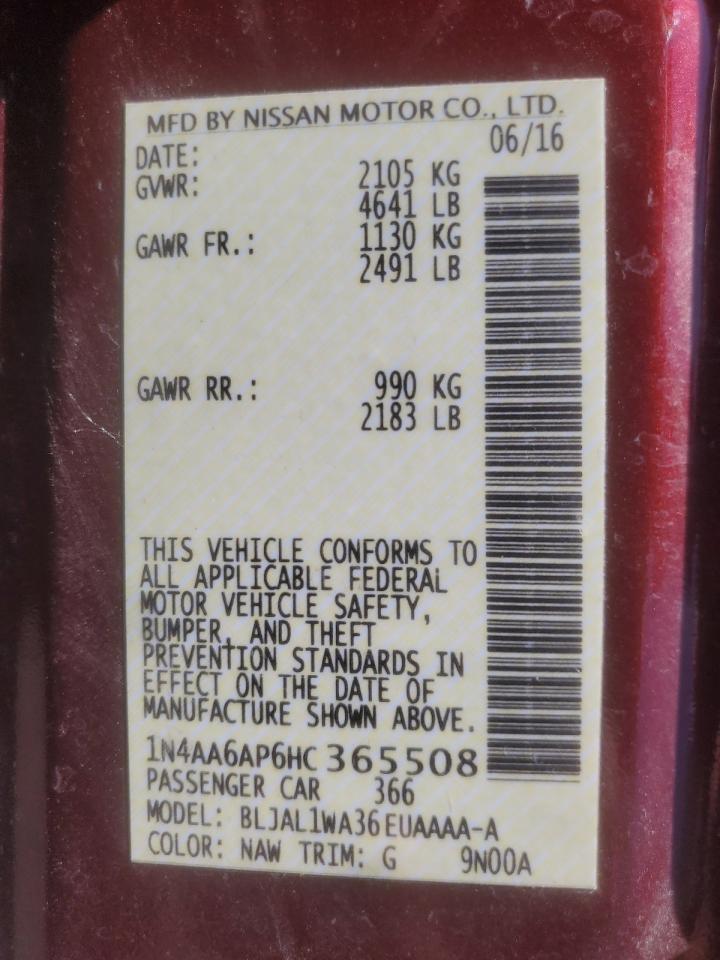 MFD BY NISSAN MOTOR CO., LTD.
DATE: 06/16
GVWR: 2105 KG
4641 LB
GAWR FR.: 1130 KG
2491 LB
GAWR RR.: 990 KG
2183 LB
THIS VEHICLE CONFORMS TO
ALL APPLICABLE FEDERAL
MOTOR VEHICLE SAFETY,
BUMPER, AND THEFT
PREVENTION STANDARDS IN
EFFECT ON THE DATE OF
MANUFACTURE SHOWN ABOVE.
1N4AA6AP6HC365508
PASSENGER CAR 366
MODEL: BLJAL1WA36EUAAAA-A
COLOR: NAW TRIM: G 9N00A